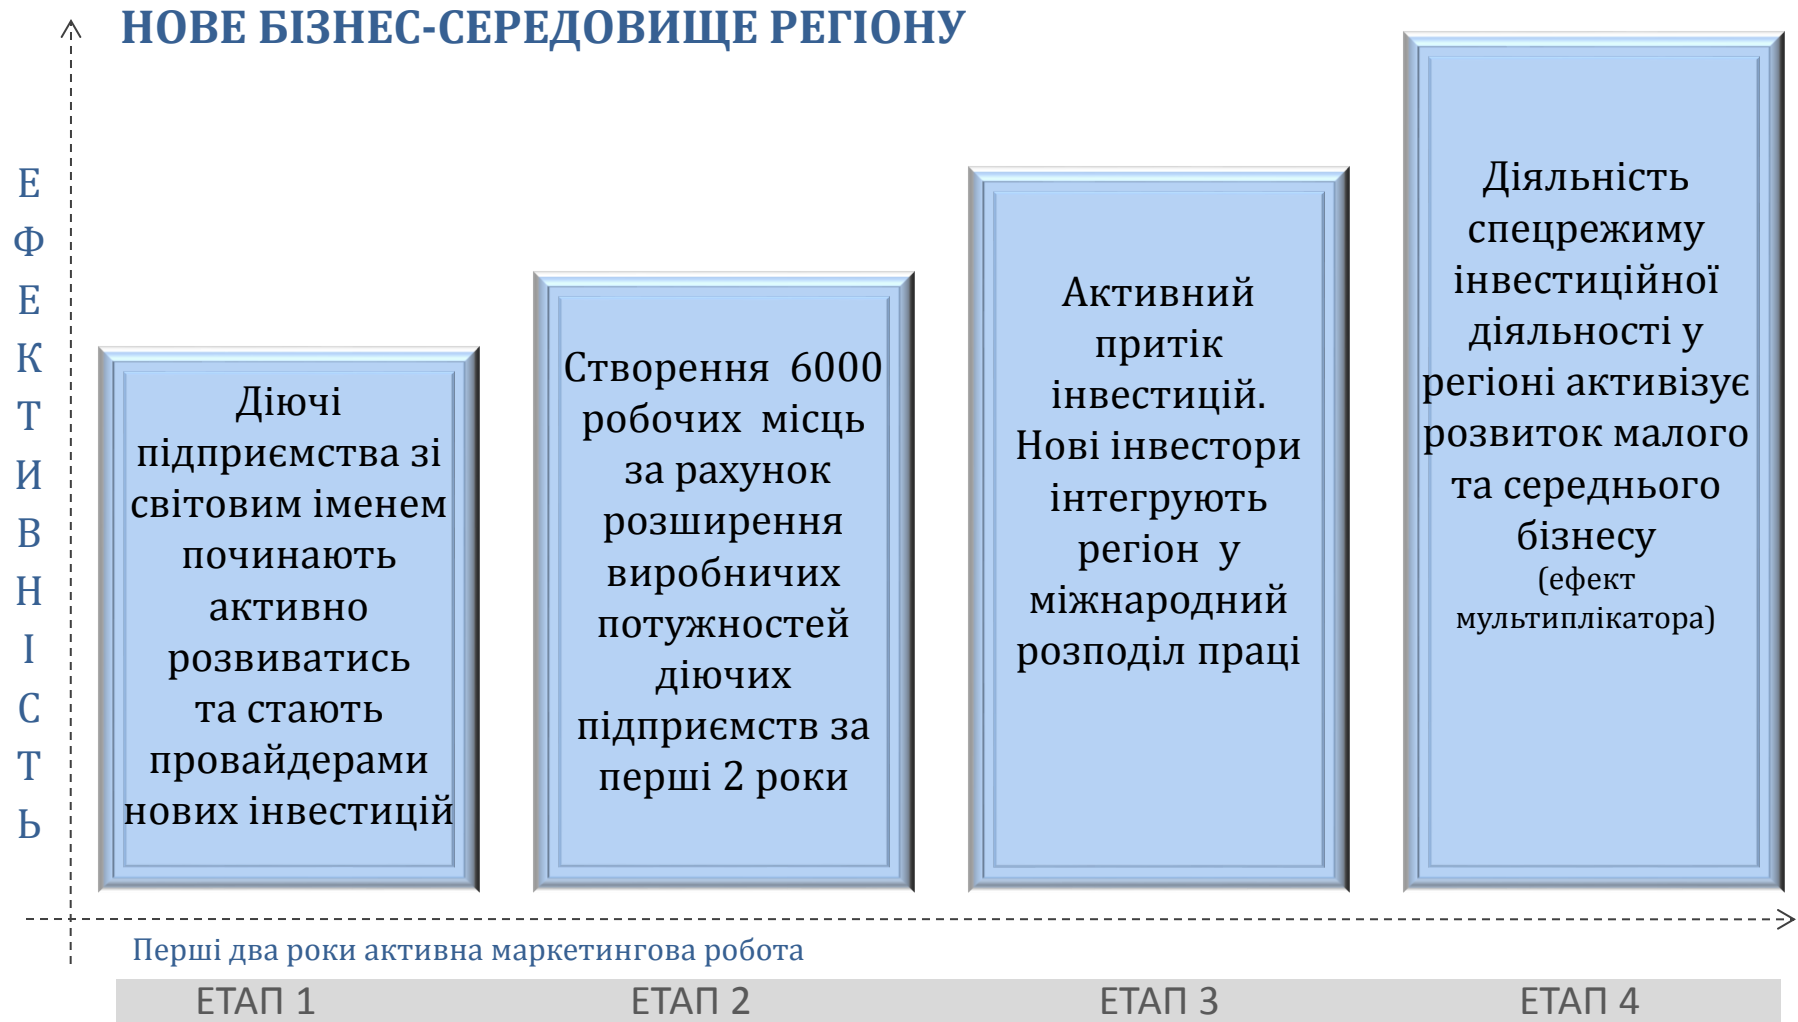 НОВЕ БІЗНЕС-СЕРЕДОВИЩЕ РЕГІОНУ
Е
Ф
Е
К
Т
И
В
Н
І
С
Т
Ь
Діючі
підприємства зі
світовим іменем
починають
активно
розвиватись
та стають
провайдерами
нових інвестицій
Створення 6000
робочих місць
за рахунок
розширення
виробничих
потужностей
діючих
підприємств за
перші 2 роки
Активний
притік
інвестицій.
Нові інвестори
інтегрують
регіон у
міжнародний
розподіл праці
Діяльність
спецрежиму
інвестиційної
діяльності у
регіоні активізує
розвиток малого
та середнього
бізнесу
(ефект
мультиплікатора)
Перші два роки активна маркетингова робота
ЕТАП 1
ЕТАП 2
ЕТАП 3
ЕТАП 4